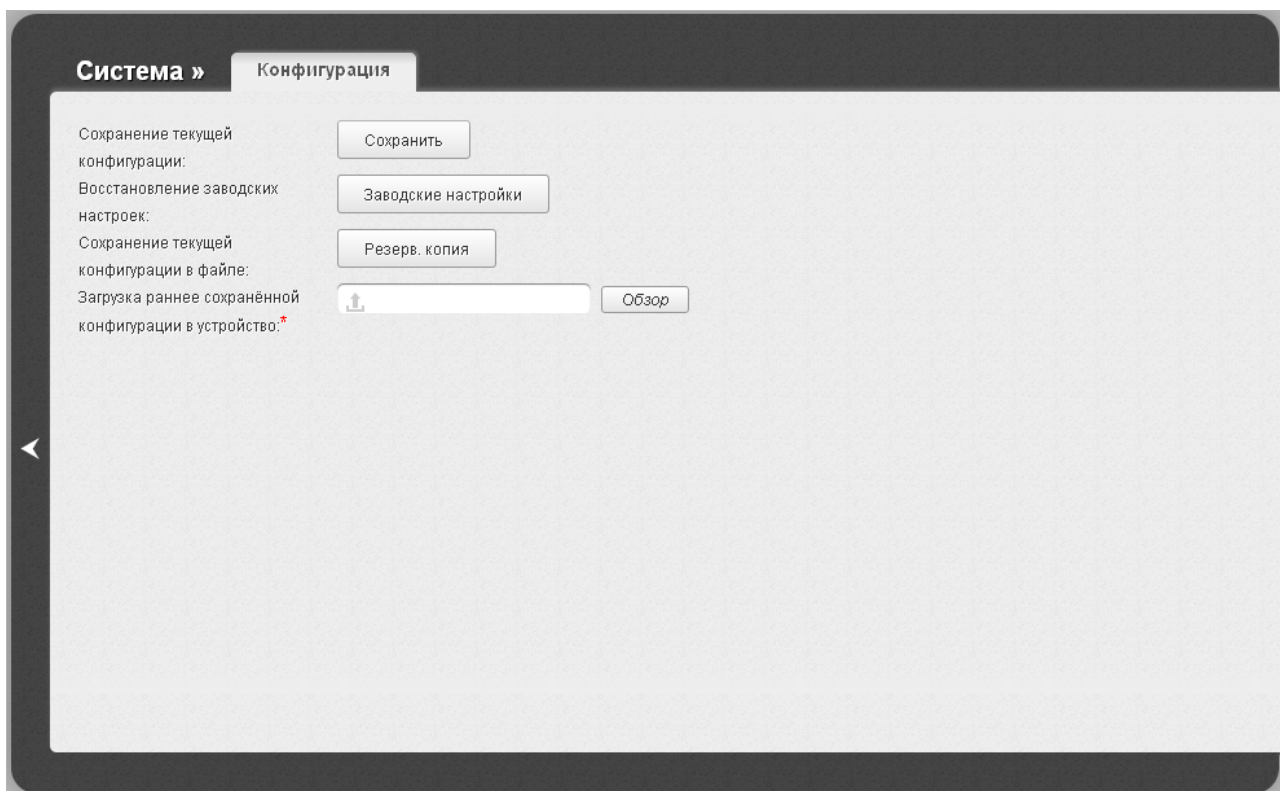 Система » Конфигурация
Сохранение текущей
конфигурации:
Сохранить
Восстановление заводских
настроек:
Заводские настройки
Сохранение текущей
конфигурации в файле:
Резерв. копия
Загрузка раннее сохранённой
конфигурации в устройство:*
Обзор